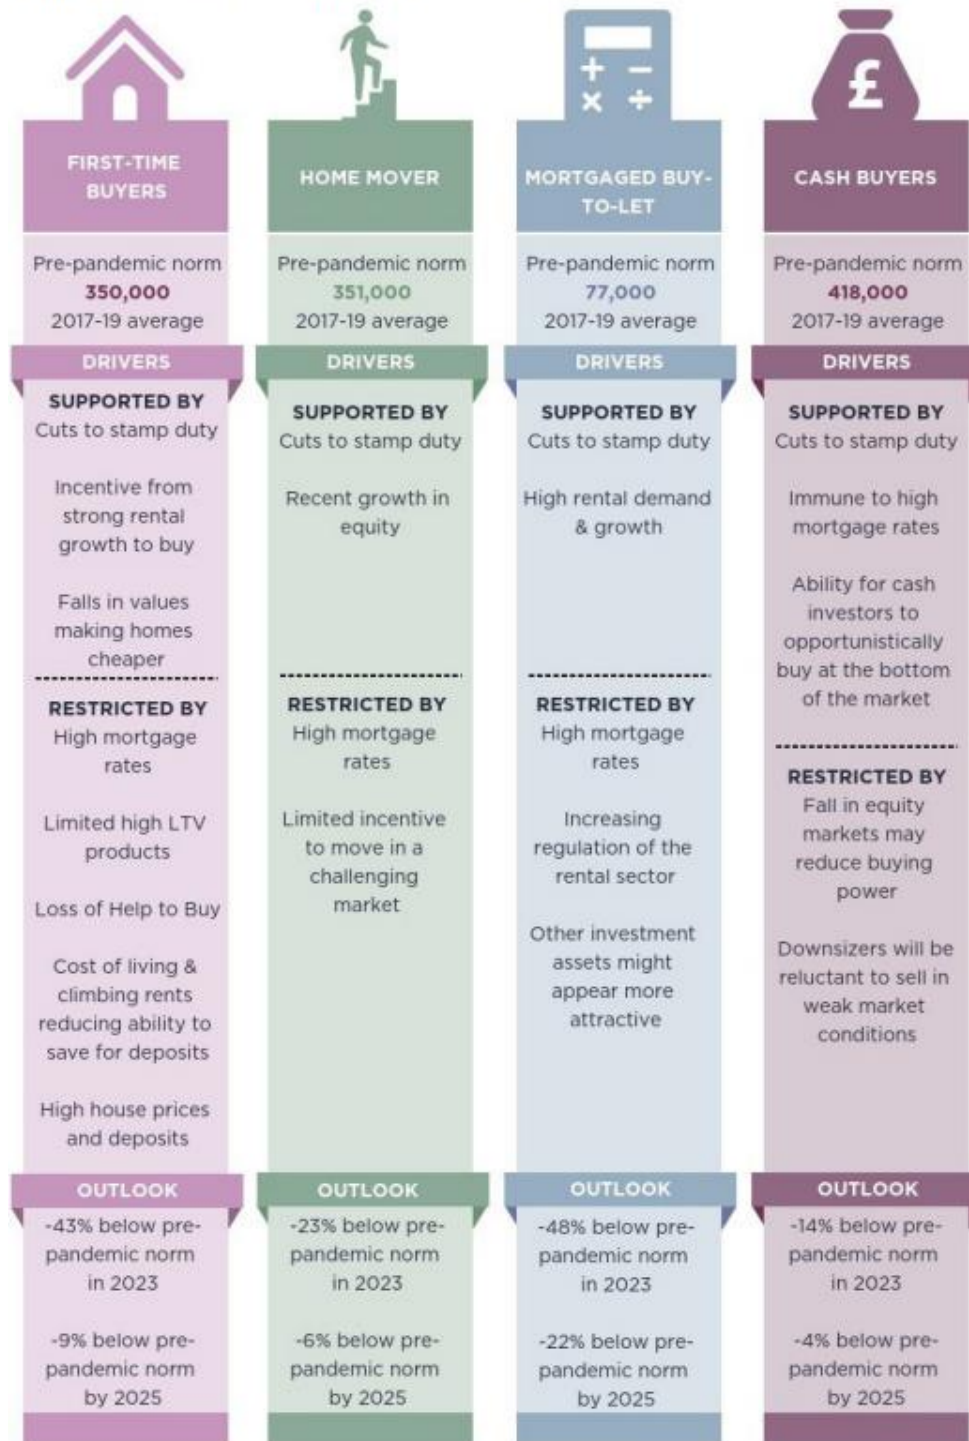 £
FIRST-TIME
BUYERS
Pre-pandemic norm
350,000
2017-19 average
DRIVERS
SUPPORTED BY
Cuts to stamp duty
Incentive from
strong rental
growth to buy
Falls in values
making homes
cheaper
RESTRICTED BY
High mortgage
rates
Limited high LTV
products
Loss of Help to Buy
Cost of living &
climbing rents
reducing ability to
save for deposits
High house prices
and deposits
OUTLOOK
-43% below pre-
pandemic norm
in 2023
-9% below pre-
pandemic norm
by 2025
HOME MOVER
Pre-pandemic norm
351,000
2017-19 average
DRIVERS
SUPPORTED BY
Cuts to stamp duty
Recent growth in
equity
RESTRICTED BY
High mortgage
rates
Limited incentive
to move in a
challenging
market
OUTLOOK
-23% below pre-
pandemic norm
in 2023
-6% below pre-
pandemic norm
by 2025
MORTGAGED BUY-
TO-LET
Pre-pandemic norm
77,000
2017-19 average
DRIVERS
SUPPORTED BY
Cuts to stamp duty
High rental demand
& growth
RESTRICTED BY
High mortgage
rates
Increasing
regulation of the
rental sector
Other investment
assets might
appear more
attractive
OUTLOOK
-48% below pre-
pandemic norm
in 2023
-22% below pre-
pandemic norm
by 2025
CASH BUYERS
Pre-pandemic norm
418,000
2017-19 average
DRIVERS
SUPPORTED BY
Cuts to stamp duty
Immune to high
mortgage rates
Ability for cash
investors to
opportunistically
buy at the bottom
of the market
RESTRICTED BY
Fall in equity
markets may
reduce buying
power
Downsizers will be
reluctant to sell in
weak market
conditions
OUTLOOK
-14% below pre-
pandemic norm
in 2023
-4% below pre-
pandemic norm
by 2025